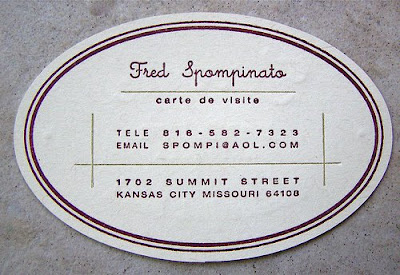 Fred Spompinato
carte de visite
TELE 816-582-7323
EMAIL SPOMPI@AOL.COM
1702 SUMMIT STREET
KANSAS CITY MISSOURI 64108